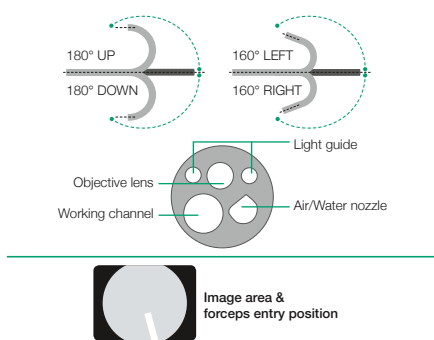 180° UP
160° LEFT
180° DOWN
160° RIGHT
Light guide
Objective lens
Working channel
Air/Water nozzle
Image area &
forceps entry position